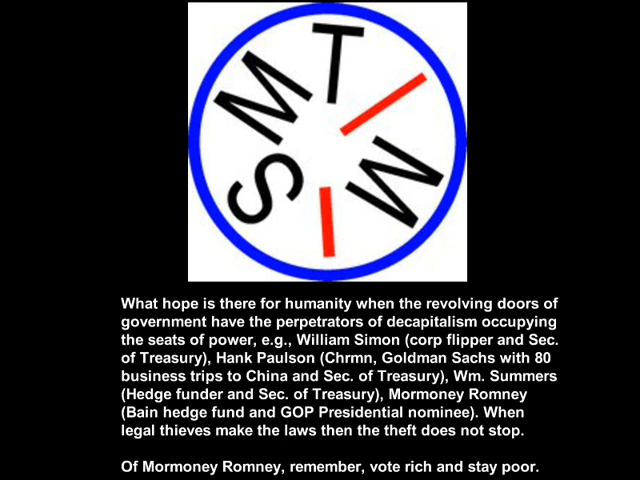 TIMISM
What hope is there for humanity when the revolving doors of
government have the perpetrators of decapitalism occupying
the seats of power, e.g., William Simon (corp flipper and Sec.
of Treasury), Hank Paulson (Chrmn, Goldman Sachs with 80
business trips to China and Sec. of Treasury), Wm. Summers
(Hedge funder and Sec. of Treasury), Mormoney Romney
(Bain hedge fund and GOP Presidential nominee). When
legal thieves make the laws then the theft does not stop.
Of Mormoney Romney, remember, vote rich and stay poor.